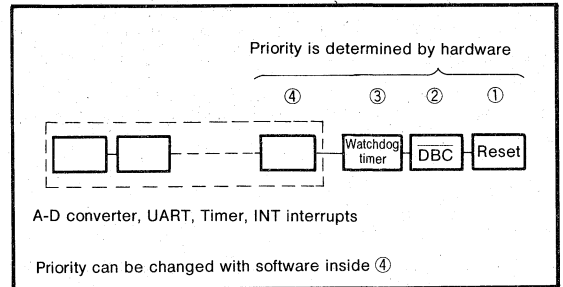 Priority is determined by hardware
④ ③ ② ①
Watchdog
timer
DBC
Reset
A-D converter, UART, Timer, INT interrupts
Priority can be changed with software inside ④